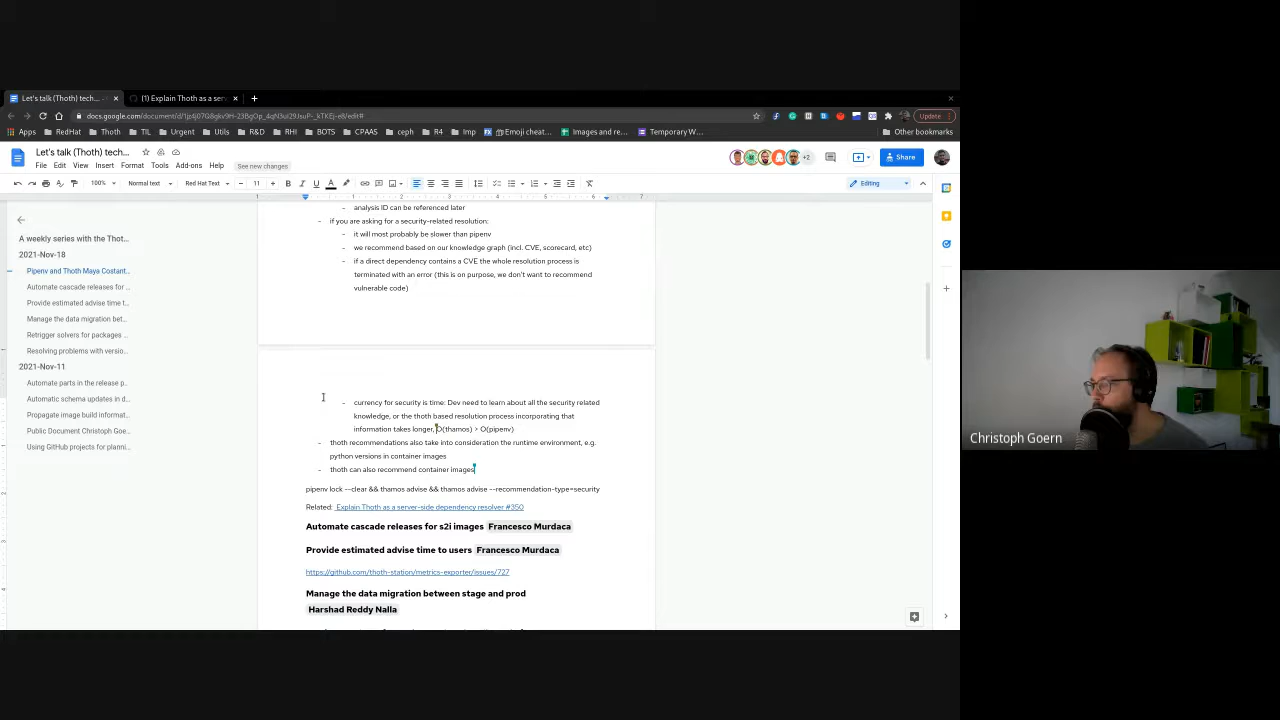 Let's talk (Thoth) tech...
(1) Explain Thoth as a serv
Update
Apps
RedHat
Thoth
TIL
Urgent
Utils
R&D
RHI
BOTS
CPAAS
ceph
R4
Imp
Emoji cheat...
Images and re...
Temporary W...
Other bookmarks
Let's talk (Thoth) tech...
File Edit View Insert Format Tools Add-ons Help
See new changes
+2
Share
100%
Normal text
Red Hat Text
11
Editing
A weekly series with the Thot...
2021-Nov-18
Pipenv and Thoth Maya Costant...
Automate cascade releases for ...
Provide estimated advise time t...
Manage the data migration bet...
Retrigger solvers for packages ...
Resolving problems with versio...
2021-Nov-11
Automate parts in the release p...
Automatic schema updates in d...
Propagate image build informat...
Public Document Christoph Goe...
Using GitHub projects for planni...
- analysis ID can be referenced later
- if you are asking for a security-related resolution:
- it will most probably be slower than pipenv
- we recommend based on our knowledge graph (incl. CVE, scorecard, etc)
- if a direct dependency contains a CVE the whole resolution process is
terminated with an error (this is on purpose, we don't want to recommend
vulnerable code)
- currency for security is time: Dev need to learn about all the security related
knowledge, or the thoth based resolution process incorporating that
information takes longer, O(thamos) > O(pipenv)
- thoth recommendations also take into consideration the runtime environment, e.g.
python versions in container images
- thoth can also recommend container images
pipenv lock --clear && thamos advise && thamos advise --recommendation-type=security
Related: Explain Thoth as a server-side dependency resolver #350
Automate cascade releases for s2i images Francesco Murdaca
Provide estimated advise time to users Francesco Murdaca
https://github.com/thoth-station/metrics-exporter/issues/727
Manage the data migration between stage and prod
Harshad Reddy Nalla
Christoph Goern